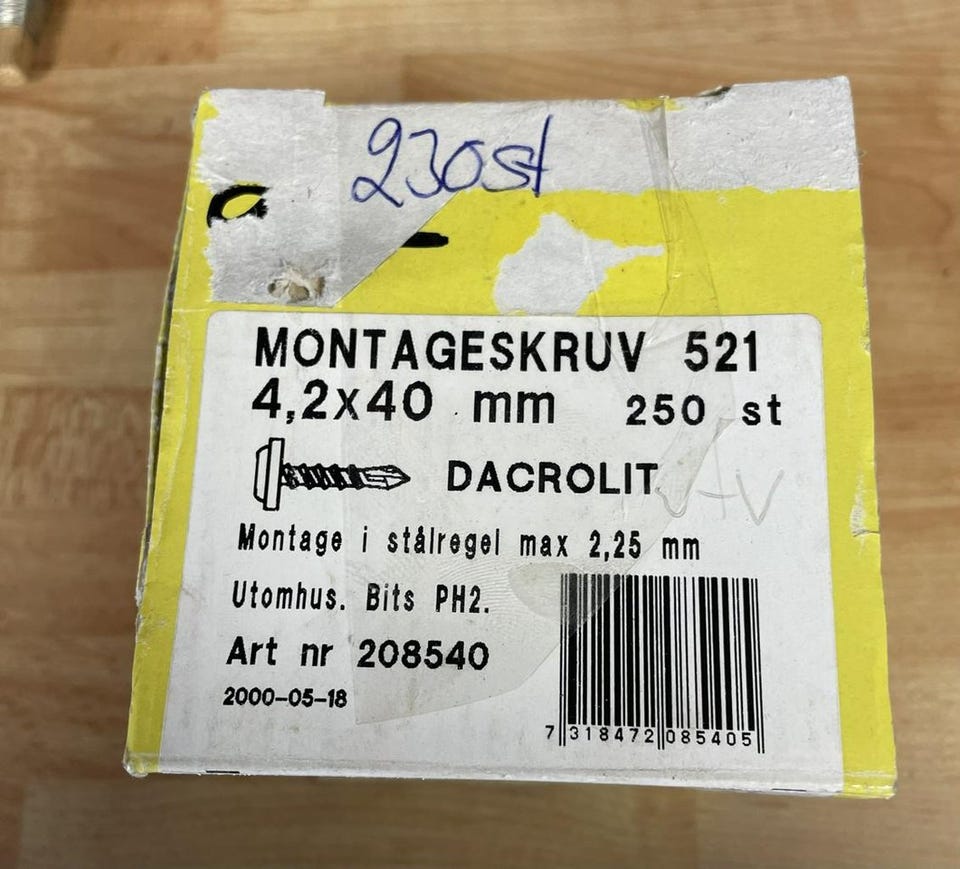 230st
MONTAGESKRUV 521
4,2x40 mm 250 st
DACROLIT
Montage i stålregel max 2,25 mm
Utomhus. Bits PH2.
Art nr 208540
2000-05-18
7 318472 085405